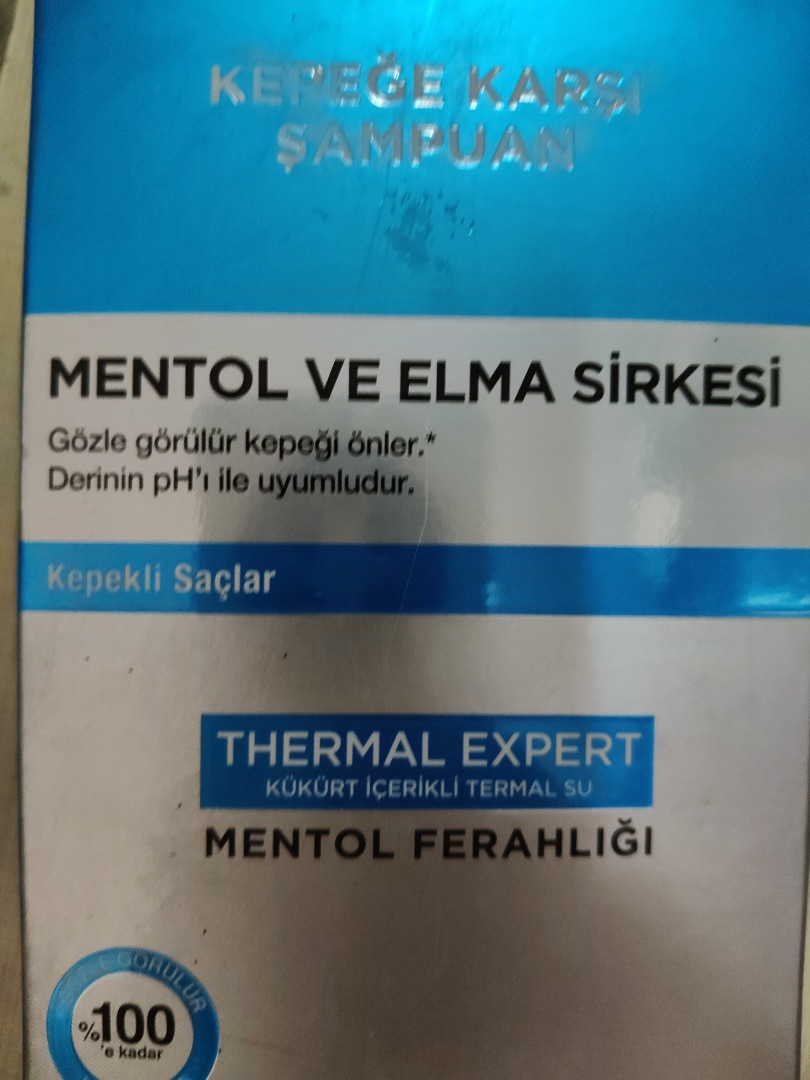 KEPEĞE KARŞI
ŞAMPUAN
MENTOL VE ELMA SİRKESİ
Gözle görülür kepeği önler.*
Derinin pH'ı ile uyumludur.
Kepekli Saçlar
THERMAL EXPERT
KÜKÜRT İÇERİKLİ TERMAL SU
MENTOL FERAHLIĞI
GÖRÜLÜR
%100
'e kadar